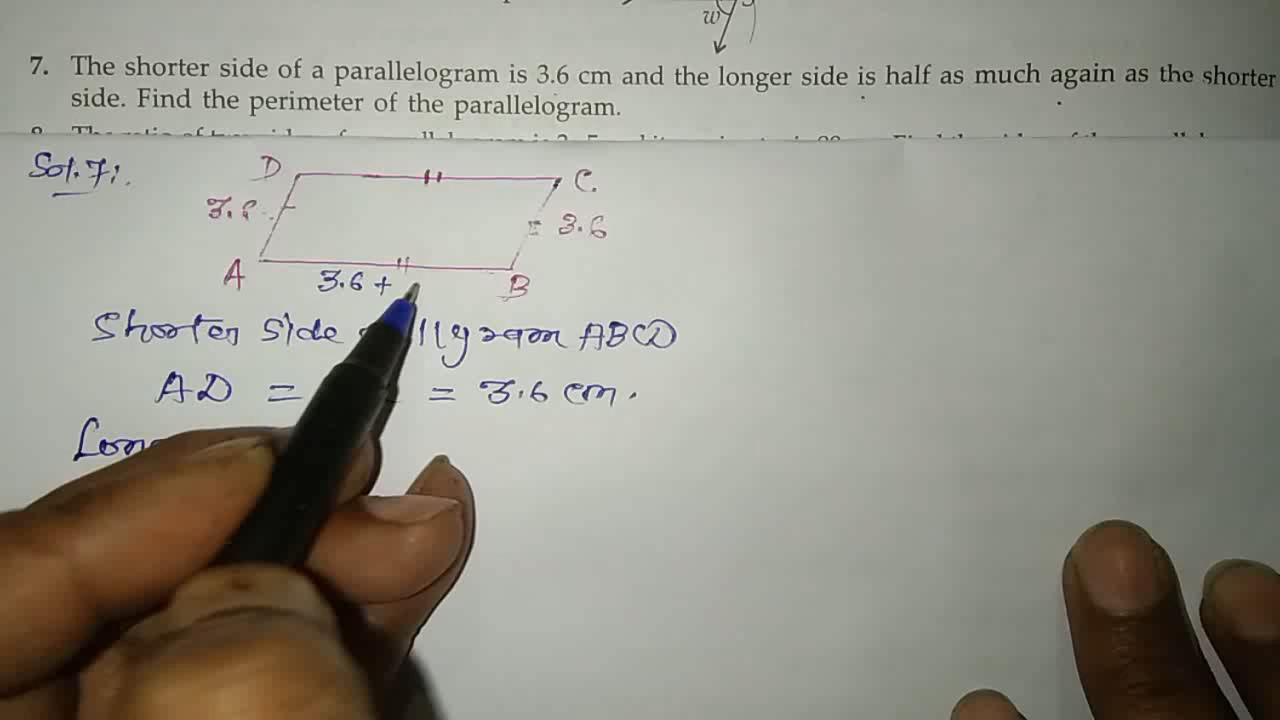 w y
7. The shorter side of a parallelogram is 3.6 cm and the longer side is half as much again as the shorter
side. Find the perimeter of the parallelogram.
Sol.7:
D C.
3. 3.6
A 3.6 + B
Shorter side ||gram ABCD
AD = = 3.6 cm.
Lon